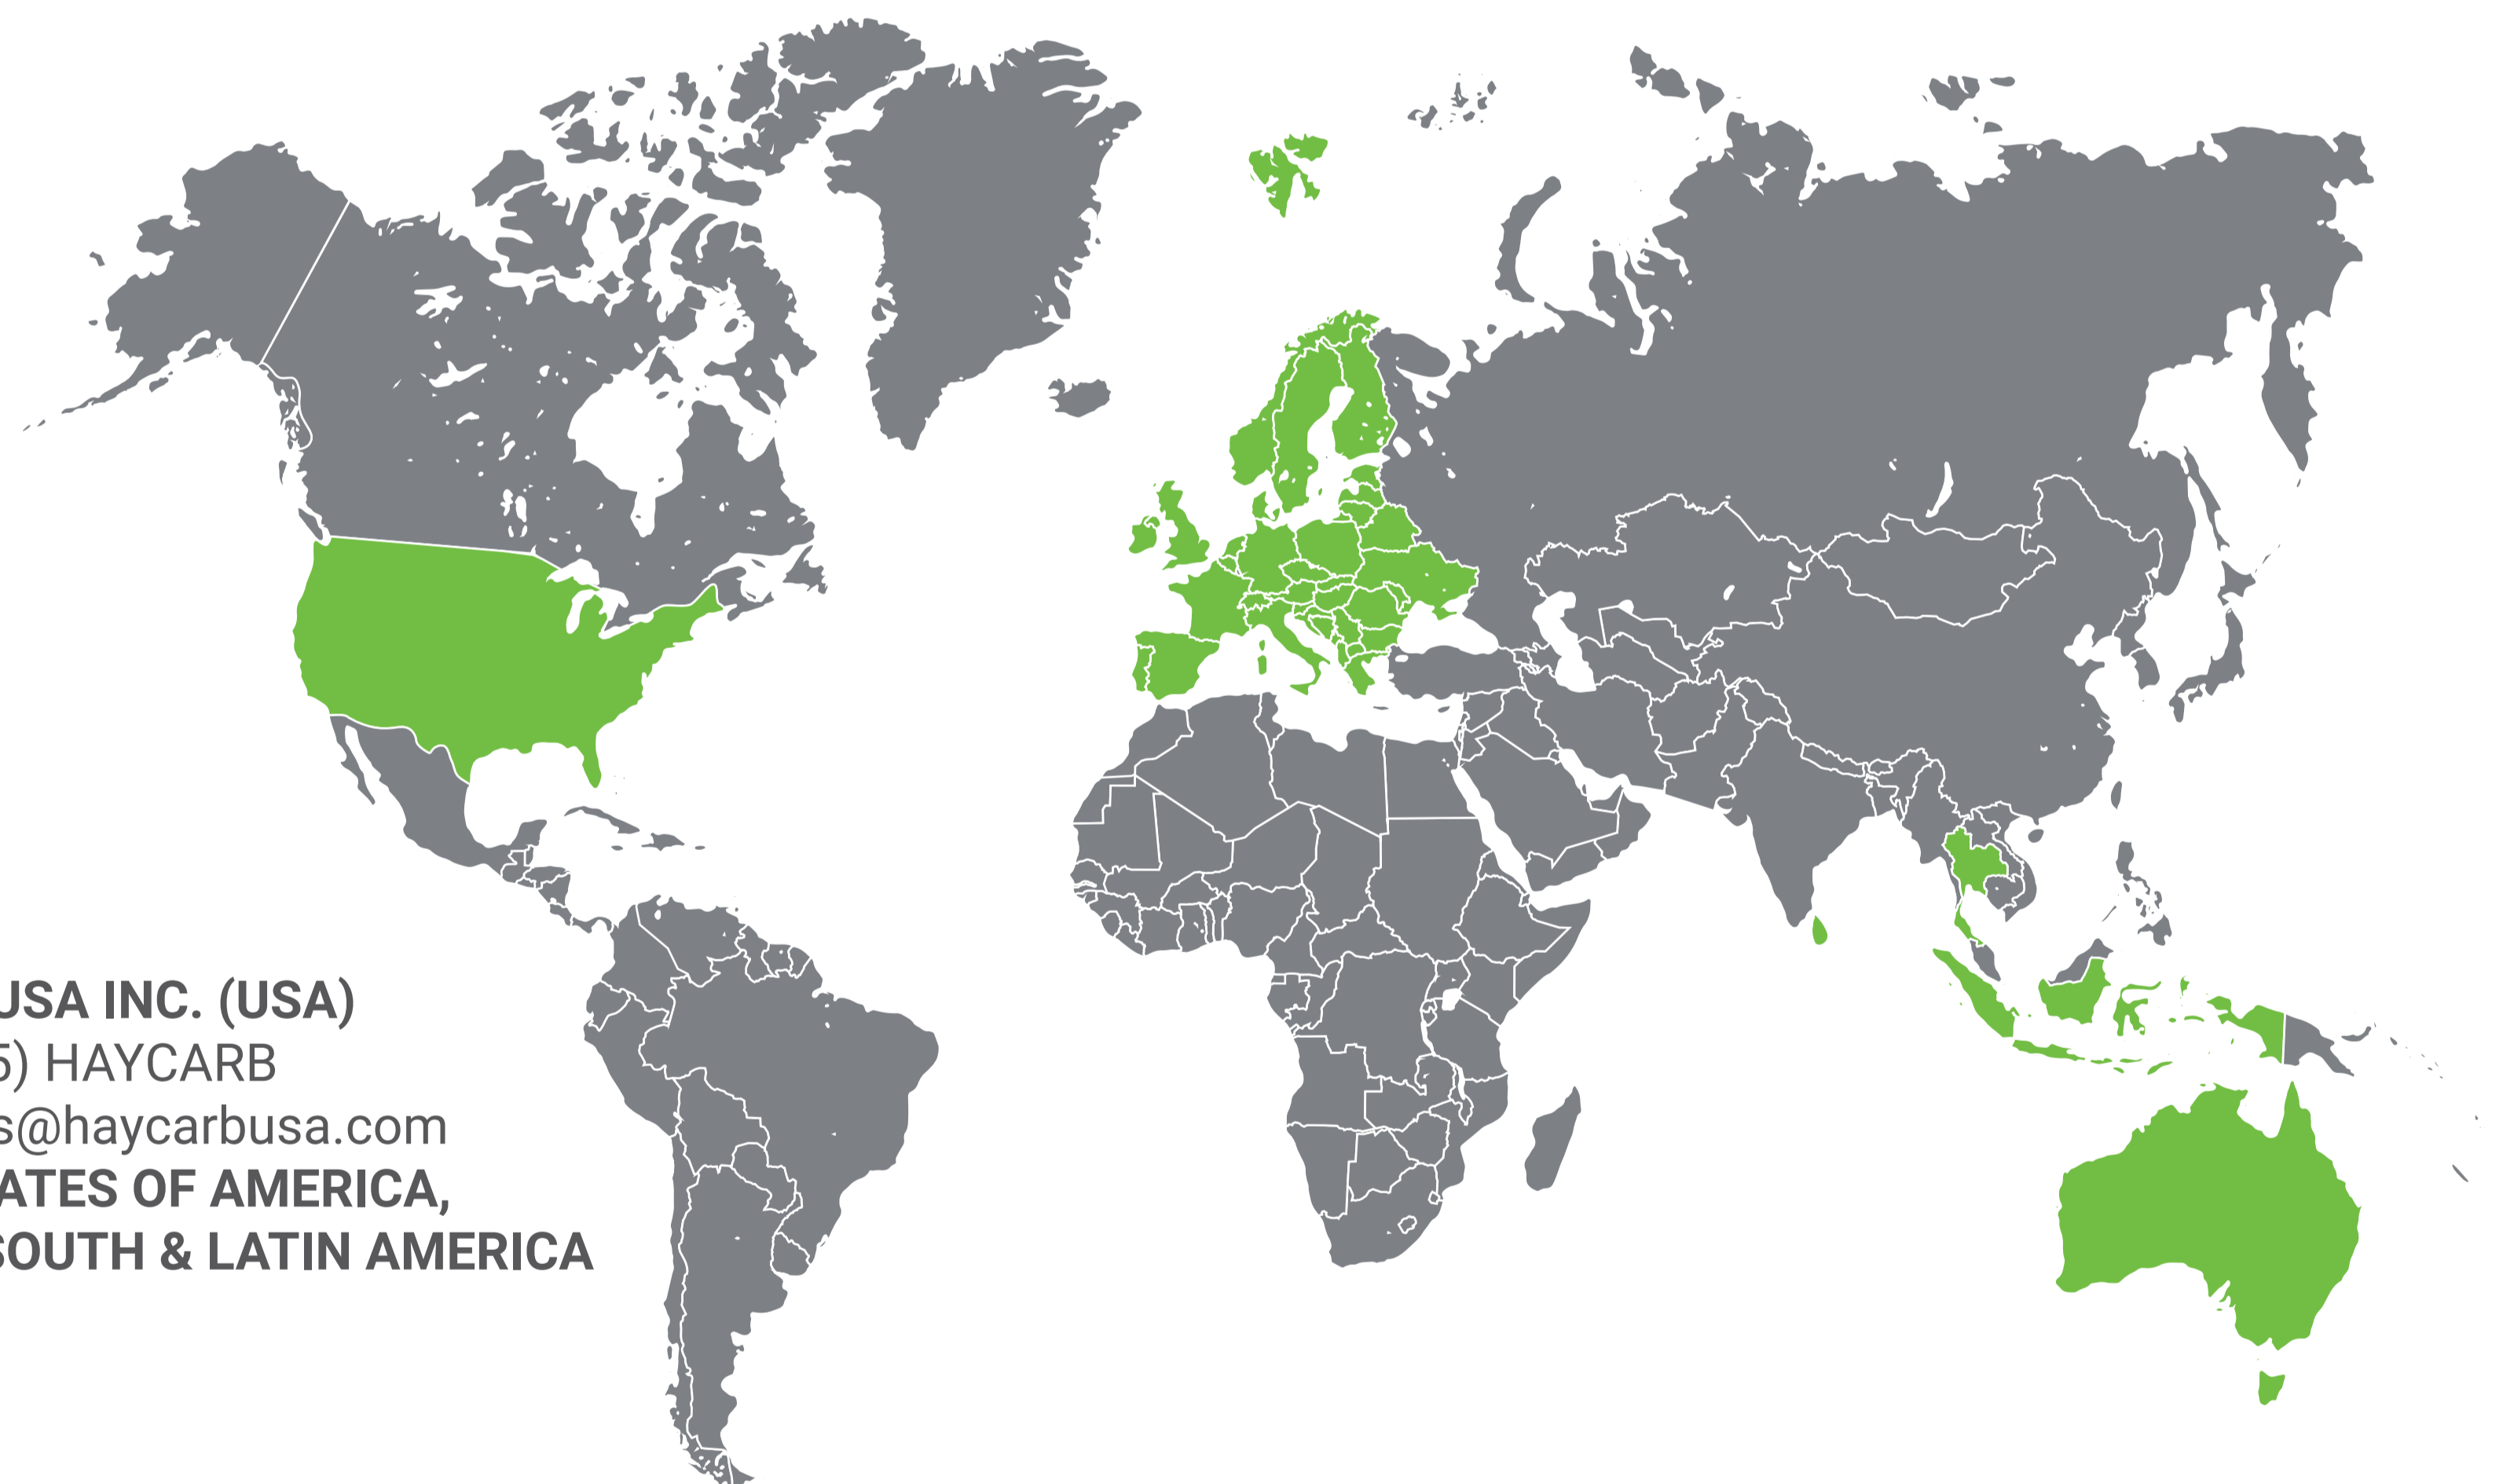 USA INC. (USA)
5) HAYCARB
s@haycarbusa.com
ATES OF AMERICA,
SOUTH & LATIN AMERICA